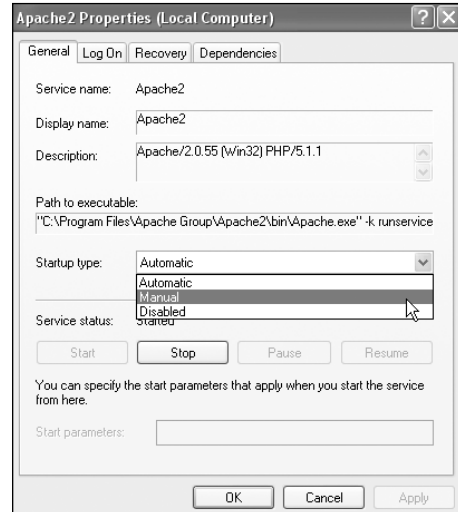 Apache2 Properties (Local Computer)
General Log On Recovery Dependencies
Service name: Apache2
Display name: Apache2
Description: Apache/2.0.55 (Win32) PHP/5.1.1
Path to executable:
"C:\Program Files\Apache Group\Apache2\bin\Apache.exe" -k runservice
Startup type: Automatic
Automatic
Manual
Disabled
Service status: Started
Start Stop Pause Resume
You can specify the start parameters that apply when you start the service
from here.
Start parameters:
OK Cancel Apply